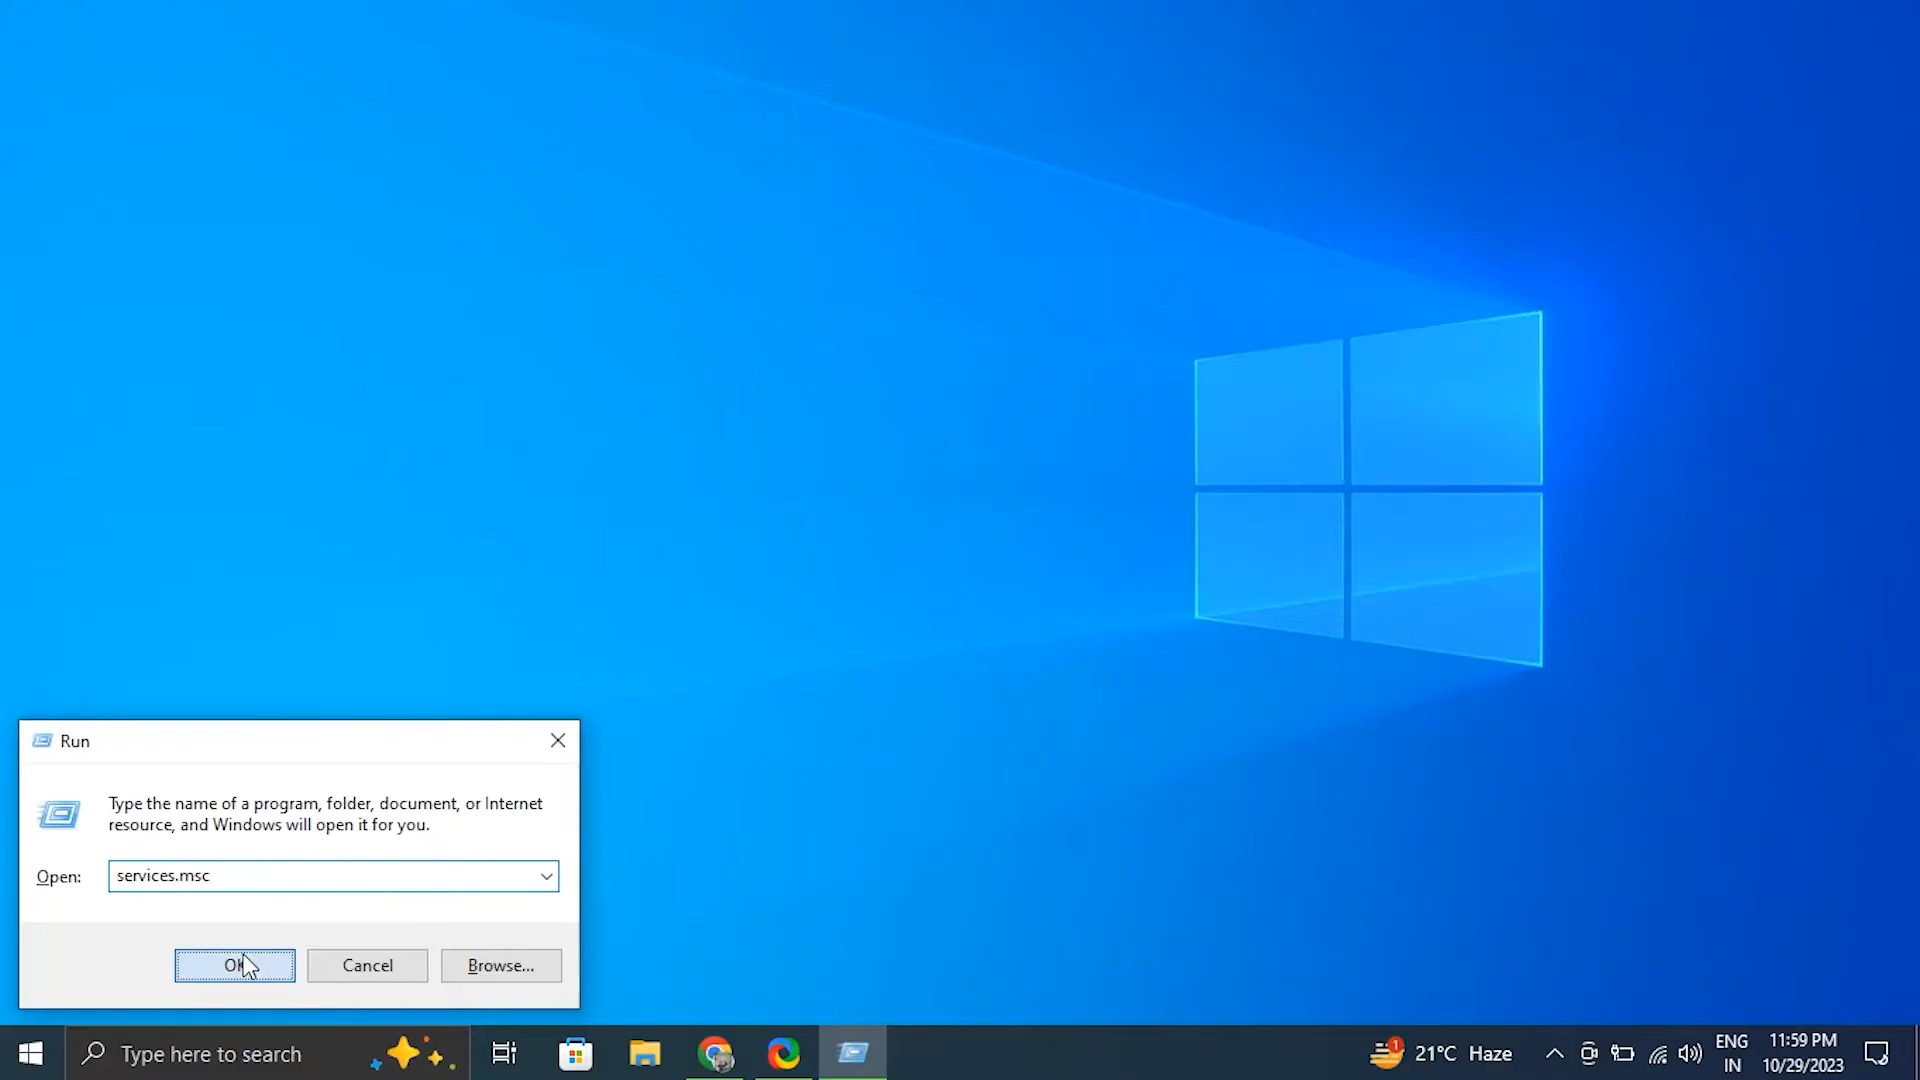 Run
Type the name of a program, folder, document, or Internet
resource, and Windows will open it for you.
Open:
services.msc
OK
Cancel
Browse...
Type here to search
1
21°C Haze
ENG
IN
11:59 PM
10/29/2023